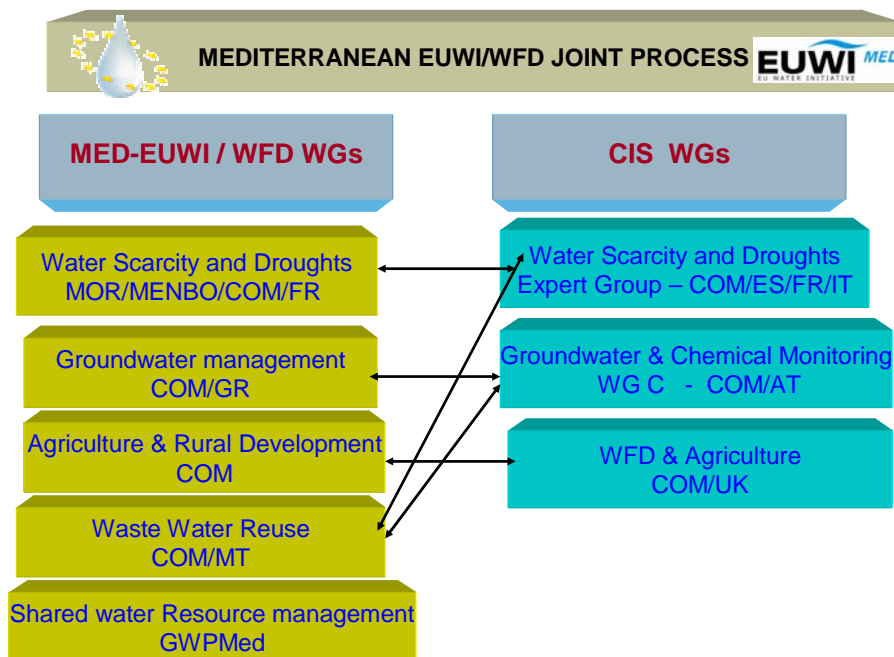 MEDITERRANEAN EUWI/WFD JOINT PROCESS
EUWI MED
EU WATER INITIATIVE
MED-EUWI / WFD WGs
CIS WGs
Water Scarcity and Droughts
MOR/MENBO/COM/FR
Water Scarcity and Droughts
Expert Group – COM/ES/FR/IT
Groundwater management
COM/GR
Groundwater & Chemical Monitoring
WG C - COM/AT
Agriculture & Rural Development
COM
WFD & Agriculture
COM/UK
Waste Water Reuse
COM/MT
Shared water Resource management
GWPMed